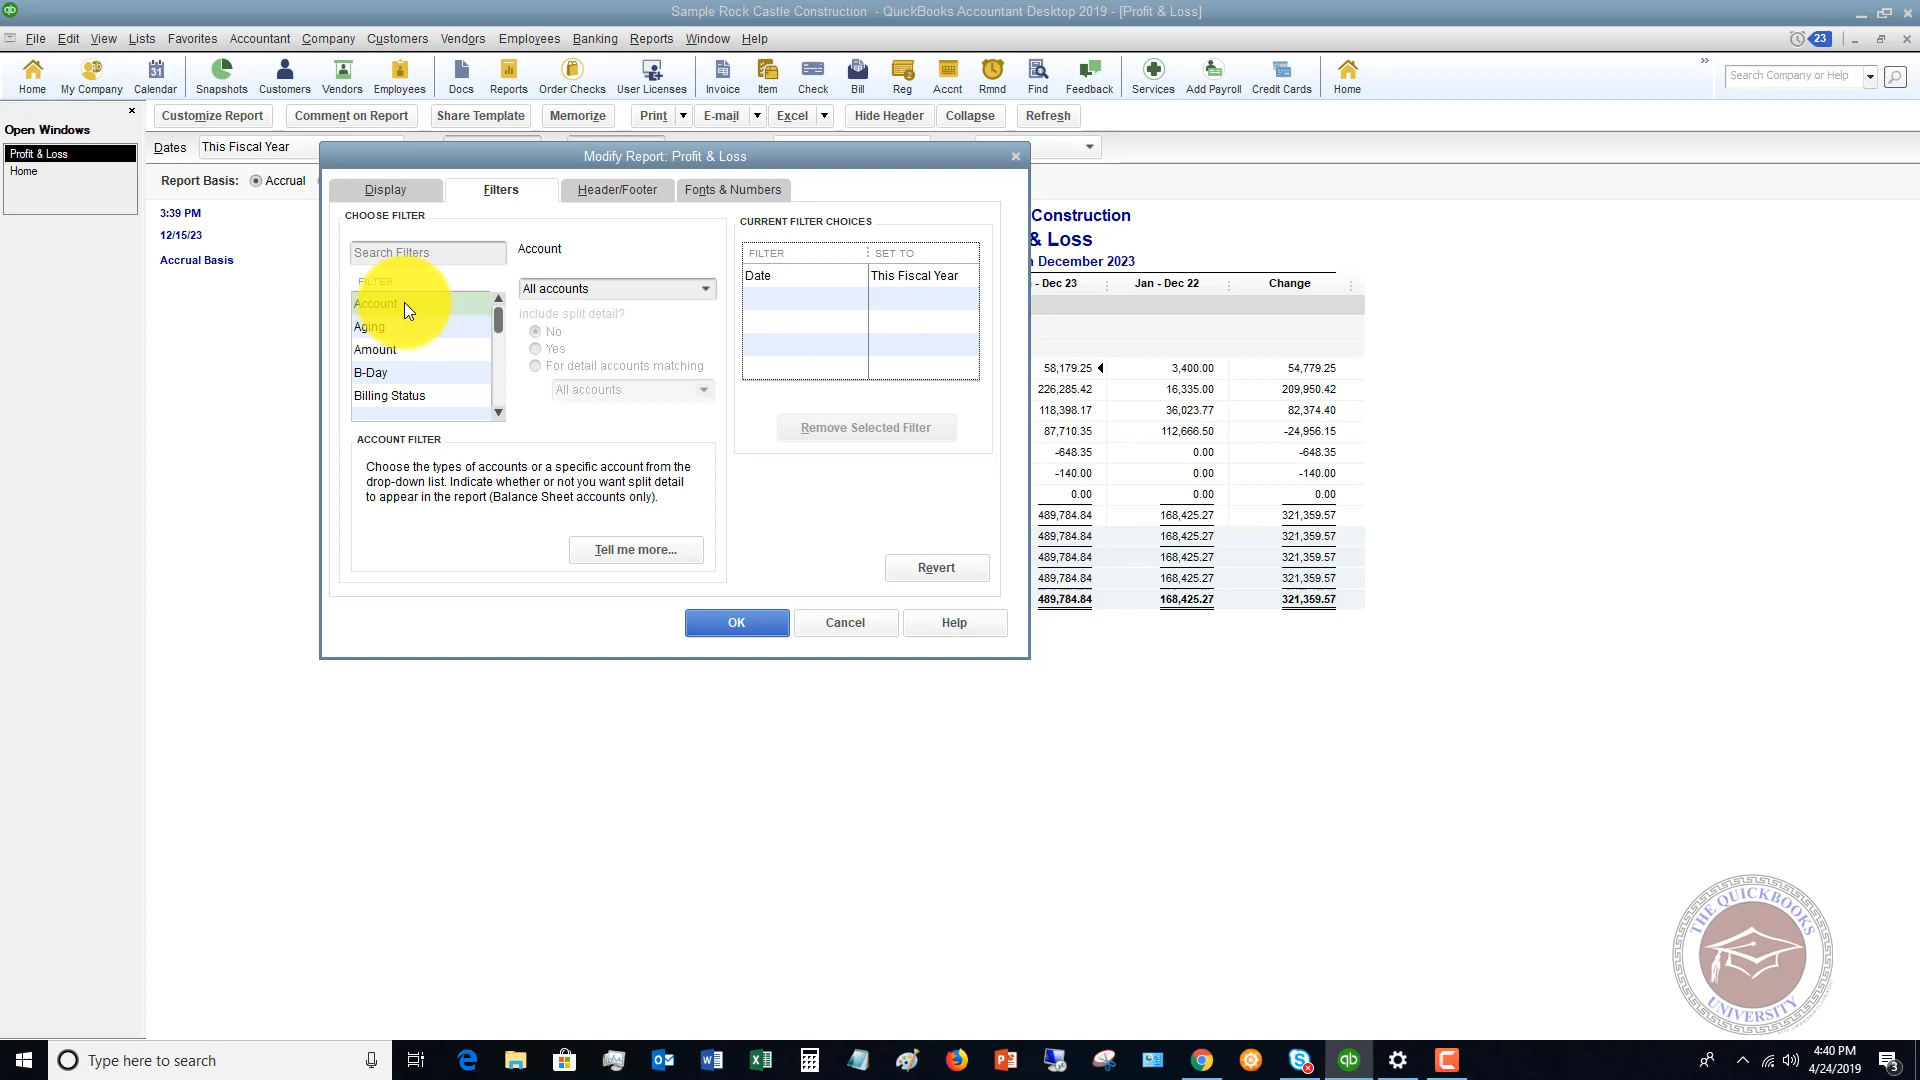 Sample Rock Castle Construction - QuickBooks Accountant Desktop 2019 - [Profit & Loss]
File Edit View Lists Favorites Accountant Company Customers Vendors Employees Banking Reports Window Help
23
Home My Company Calendar Snapshots Customers Vendors Employees Docs Reports Order Checks User Licenses Invoice Item Check Bill Reg Accnt Rmnd Find Feedback Services Add Payroll Credit Cards Home
Search Company or Help
Open Windows
Profit & Loss
Home
Customize Report Comment on Report Share Template Memorize Print E-mail Excel Hide Header Collapse Refresh
Dates This Fiscal Year
Report Basis: Accrual
3:39 PM
12/15/23
Accrual Basis
Modify Report: Profit & Loss
Display Filters Header/Footer Fonts & Numbers
CHOOSE FILTER
Search Filters
FILTER
Account
Aging
Amount
B-Day
Billing Status
Account
All accounts
Include split detail?
No
Yes
For detail accounts matching
All accounts
ACCOUNT FILTER
Choose the types of accounts or a specific account from the
drop-down list. Indicate whether or not you want split detail
to appear in the report (Balance Sheet accounts only).
Tell me more...
CURRENT FILTER CHOICES
FILTER SET TO
Date This Fiscal Year
Remove Selected Filter
Revert
OK Cancel Help
Construction
& Loss
December 2023
- Dec 23 Jan - Dec 22 Change
58,179.25 3,400.00 54,779.25
226,285.42 16,335.00 209,950.42
118,398.17 36,023.77 82,374.40
87,710.35 112,666.50 -24,956.15
-648.35 0.00 -648.35
-140.00 0.00 -140.00
0.00 0.00 0.00
489,784.84 168,425.27 321,359.57
489,784.84 168,425.27 321,359.57
489,784.84 168,425.27 321,359.57
489,784.84 168,425.27 321,359.57
489,784.84 168,425.27 321,359.57
THE QUICKBOOKS
UNIVERSITY
Type here to search
4:40 PM
4/24/2019
3